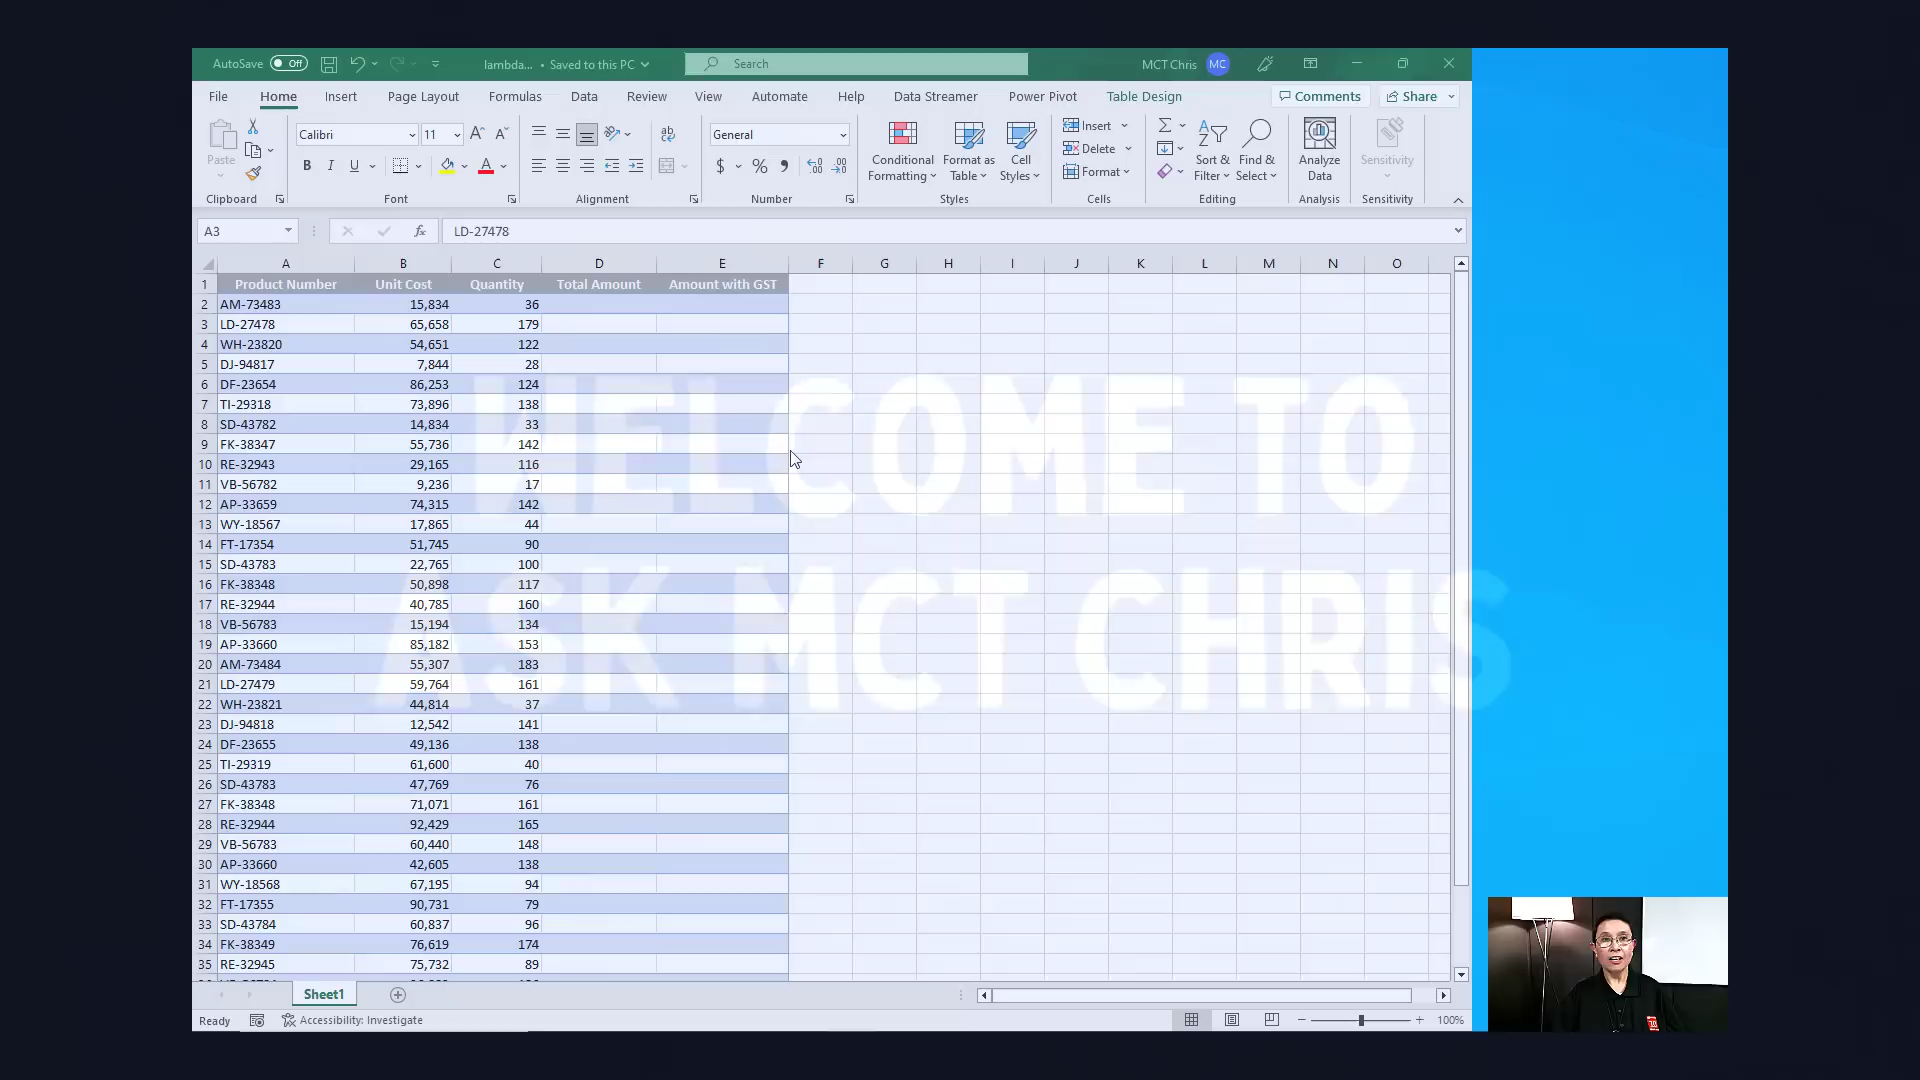 AutoSave Off lambda... • Saved to this PC Search MCT Chris MC
File Home Insert Page Layout Formulas Data Review View Automate Help Data Streamer Power Pivot Table Design Comments Share
Paste Calibri 11 ab General Conditional Formatting Format as Table Cell Styles Insert Delete Format Sort & Filter Find & Select Analyze Data Sensitivity
B I U A $ % 9
Clipboard Font Alignment Number Styles Cells Editing Analysis Sensitivity
A3 fx LD-27478
A B C D E F G H I J K L M N O
1 Product Number Unit Cost Quantity Total Amount Amount with GST
2 AM-73483 15,834 36
3 LD-27478 65,658 179
4 WH-23820 54,651 122
5 DJ-94817 7,844 28
6 DF-23654 86,253 124
7 TI-29318 73,896 138
8 SD-43782 14,834 33
9 FK-38347 55,736 142
10 RE-32943 29,165 116
11 VB-56782 9,236 17
12 AP-33659 74,315 142
13 WY-18567 17,865 44
14 FT-17354 51,745 90
15 SD-43783 22,765 100
16 FK-38348 50,898 117
17 RE-32944 40,785 160
18 VB-56783 15,194 134
19 AP-33660 85,182 153
20 AM-73484 55,307 183
21 LD-27479 59,764 161
22 WH-23821 44,814 37
23 DJ-94818 12,542 141
24 DF-23655 49,136 138
25 TI-29319 61,600 40
26 SD-43783 47,769 76
27 FK-38348 71,071 161
28 RE-32944 92,429 165
29 VB-56783 60,440 148
30 AP-33660 42,605 138
31 WY-18568 67,195 94
32 FT-17355 90,731 79
33 SD-43784 60,837 96
34 FK-38349 76,619 174
35 RE-32945 75,732 89
WELCOME TO
ASK MCT CHRIS
Sheet1
Ready Accessibility: Investigate 100%